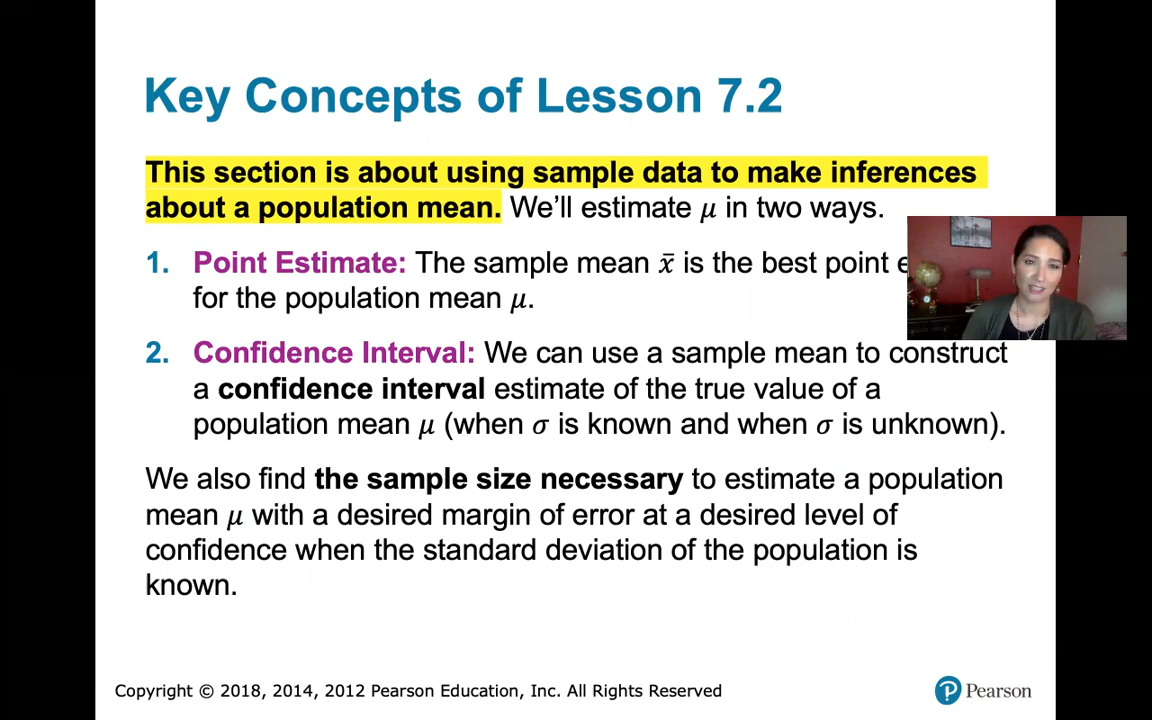 Key Concepts of Lesson 7.2
This section is about using sample data to make inferences
about a population mean. We’ll estimate μ in two ways.
1. Point Estimate: The sample mean x̄ is the best point
for the population mean μ.
2. Confidence Interval: We can use a sample mean to construct
a confidence interval estimate of the true value of a
population mean μ (when σ is known and when σ is unknown).
We also find the sample size necessary to estimate a population
mean μ with a desired margin of error at a desired level of
confidence when the standard deviation of the population is
known.
Copyright © 2018, 2014, 2012 Pearson Education, Inc. All Rights Reserved
Pearson